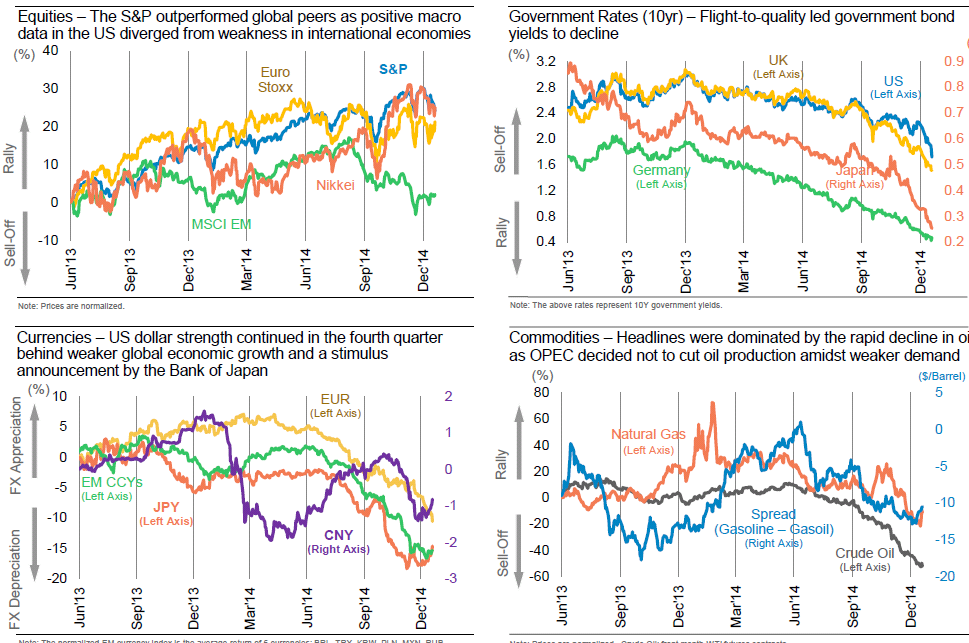 Equities – The S&P outperformed global peers as positive macro
data in the US diverged from weakness in international economies
(%)
40
30
20
10
0
-10
Rally
Sell-Off
Euro
Stoxx
S&P
Nikkei
MSCI EM
Jun'13
Sep'13
Dec'13
Mar'14
Jun'14
Sep'14
Dec'14
Note: Prices are normalized.
Government Rates (10yr) – Flight-to-quality led government bond
yields to decline
(%)
3.2
2.8
2.4
2.0
1.6
1.2
0.8
0.4
Sell-Off
Rally
UK
(Left Axis)
US
(Left Axis)
Germany
(Left Axis)
Japan
(Right Axis)
0.9
0.8
0.7
0.6
0.5
0.4
0.3
0.2
Jun'13
Sep'13
Dec'13
Mar'14
Jun'14
Sep'14
Dec'14
Note: The above rates represent 10Y government yields.
Currencies – US dollar strength continued in the fourth quarter
behind weaker global economic growth and a stimulus
announcement by the Bank of Japan
(%)
10
5
0
-5
-10
-15
-20
FX Appreciation
FX Depreciation
EUR
(Left Axis)
EM CCYs
(Left Axis)
JPY
(Left Axis)
CNY
(Right Axis)
2
1
0
-1
-2
-3
Jun'13
Sep'13
Dec'13
Mar'14
Jun'14
Sep'14
Dec'14
Commodities – Headlines were dominated by the rapid decline in oi
as OPEC decided not to cut oil production amidst weaker demand
(%)
($/Barrel)
80
60
40
20
0
-20
-40
-60
Rally
Sell-Off
Natural Gas
(Left Axis)
Spread
(Gasoline – Gasoil)
(Right Axis)
Crude Oil
(Left Axis)
5
0
-5
-10
-15
-20
Jun'13
Sep'13
Dec'13
Mar'14
Jun'14
Sep'14
Dec'14